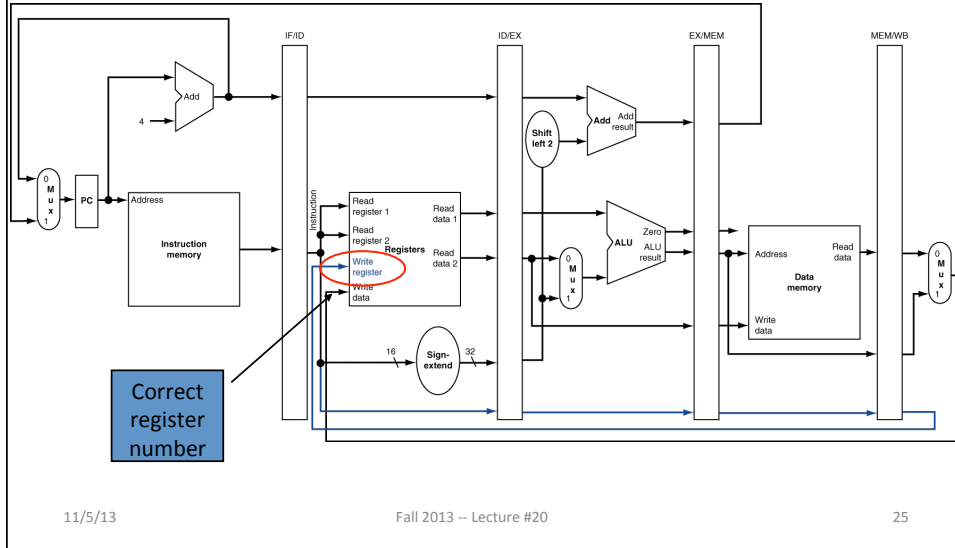 IF/ID
ID/EX
EX/MEM
MEM/WB
Add
4
Shift
left 2
Add Add
result
0
M
u
x
1
PC
Address
Instruction
memory
Instruction
Read
register 1
Read
register 2
Registers
Write
register
Write
data
Read
data 1
Read
data 2
0
M
u
x
1
Zero
ALU
ALU
result
Address
Read
data
Data
memory
Write
data
0
M
u
x
1
16
Sign-
extend
32
Correct
register
number
11/5/13
Fall 2013 -- Lecture #20
25